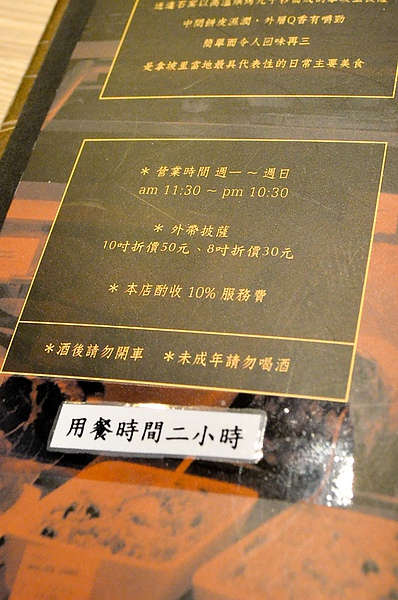 中間餅皮濕潤，外層Q香有嚼勁
簡單而令人回味再三
是拿坡里當地最具代表性的日常主要美食
＊營業時間 週一～週日
am 11:30 ~ pm 10:30
＊外帶披薩
10吋折價50元、8吋折價30元
＊本店酌收 10% 服務費
＊酒後請勿開車 ＊未成年請勿喝酒
用餐時間二小時